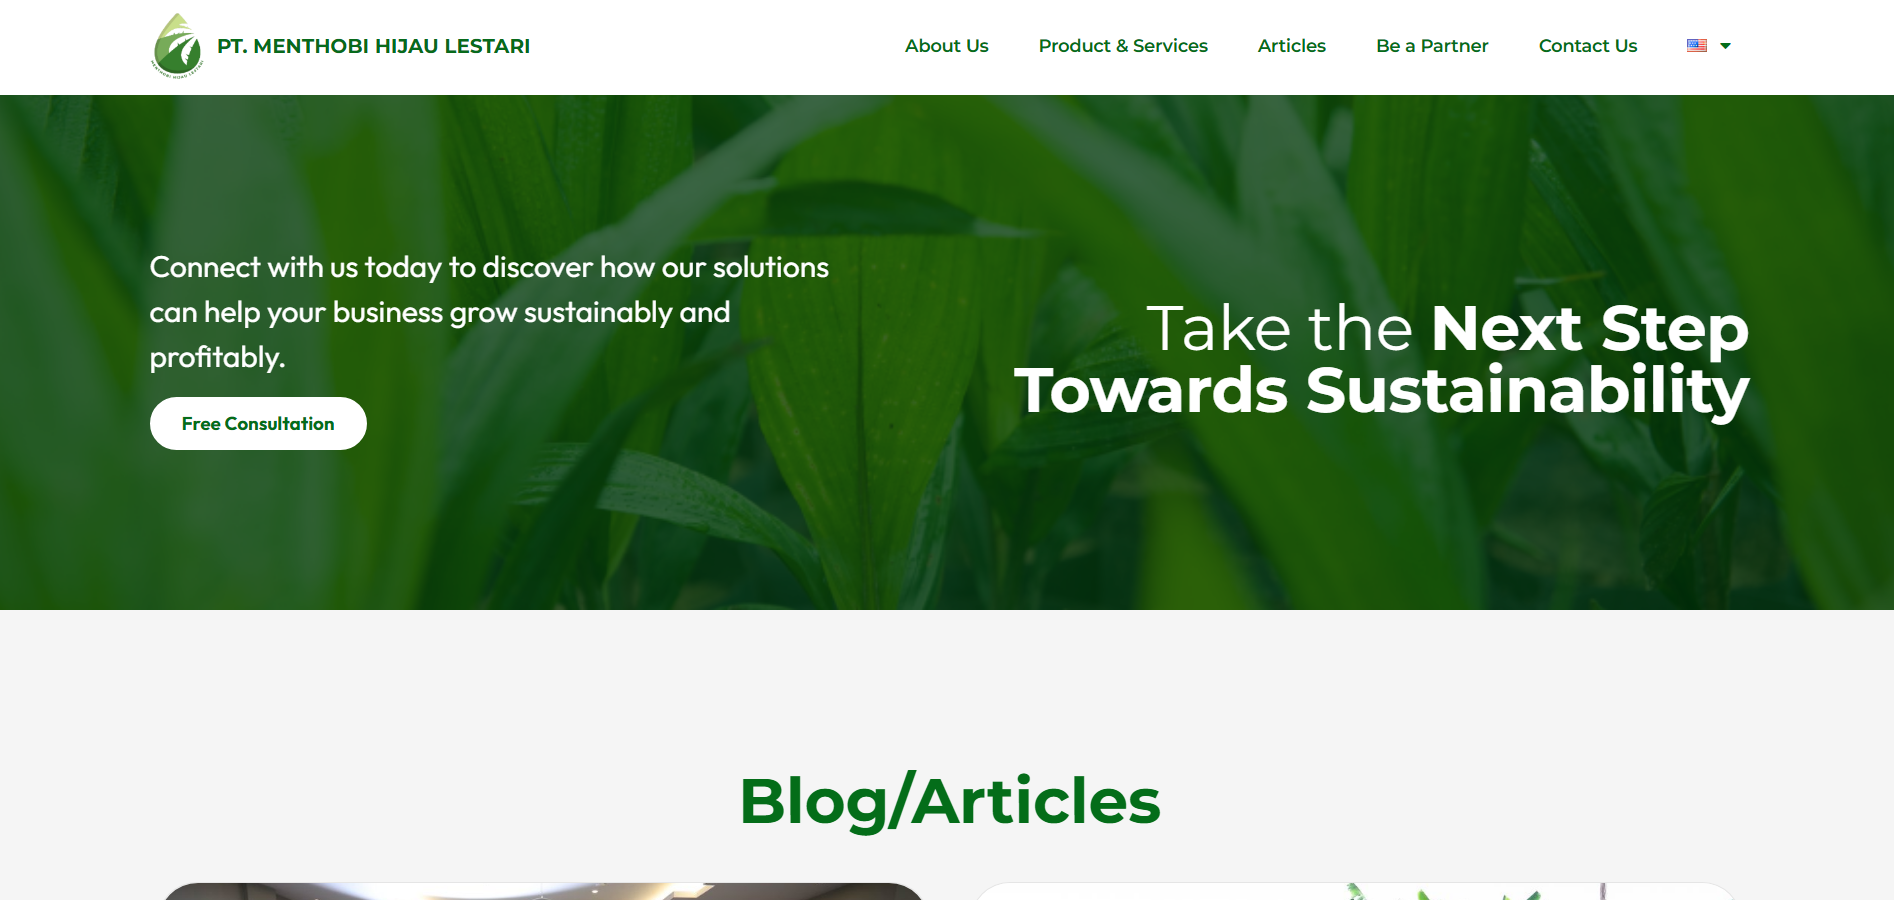 PT. MENTHOBI HIJAU LESTARI
About Us
Product & Services
Articles
Be a Partner
Contact Us
Connect with us today to discover how our solutions
can help your business grow sustainably and
profitably.
Free Consultation
Take the Next Step
Towards Sustainability
Blog/Articles